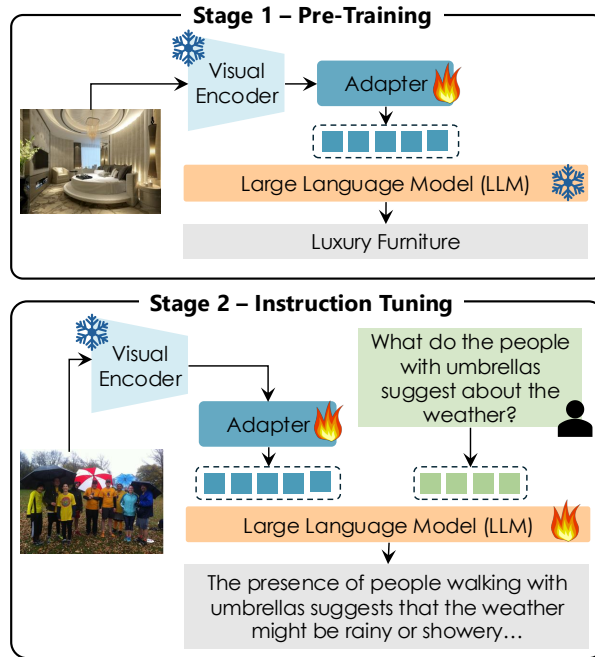 Stage 1 – Pre-Training
Visual
Encoder
Adapter
Large Language Model (LLM)
Luxury Furniture
Stage 2 – Instruction Tuning
Visual
Encoder
What do the people
with umbrellas
suggest about the
weather?
Adapter
Large Language Model (LLM)
The presence of people walking with
umbrellas suggests that the weather
might be rainy or showery…